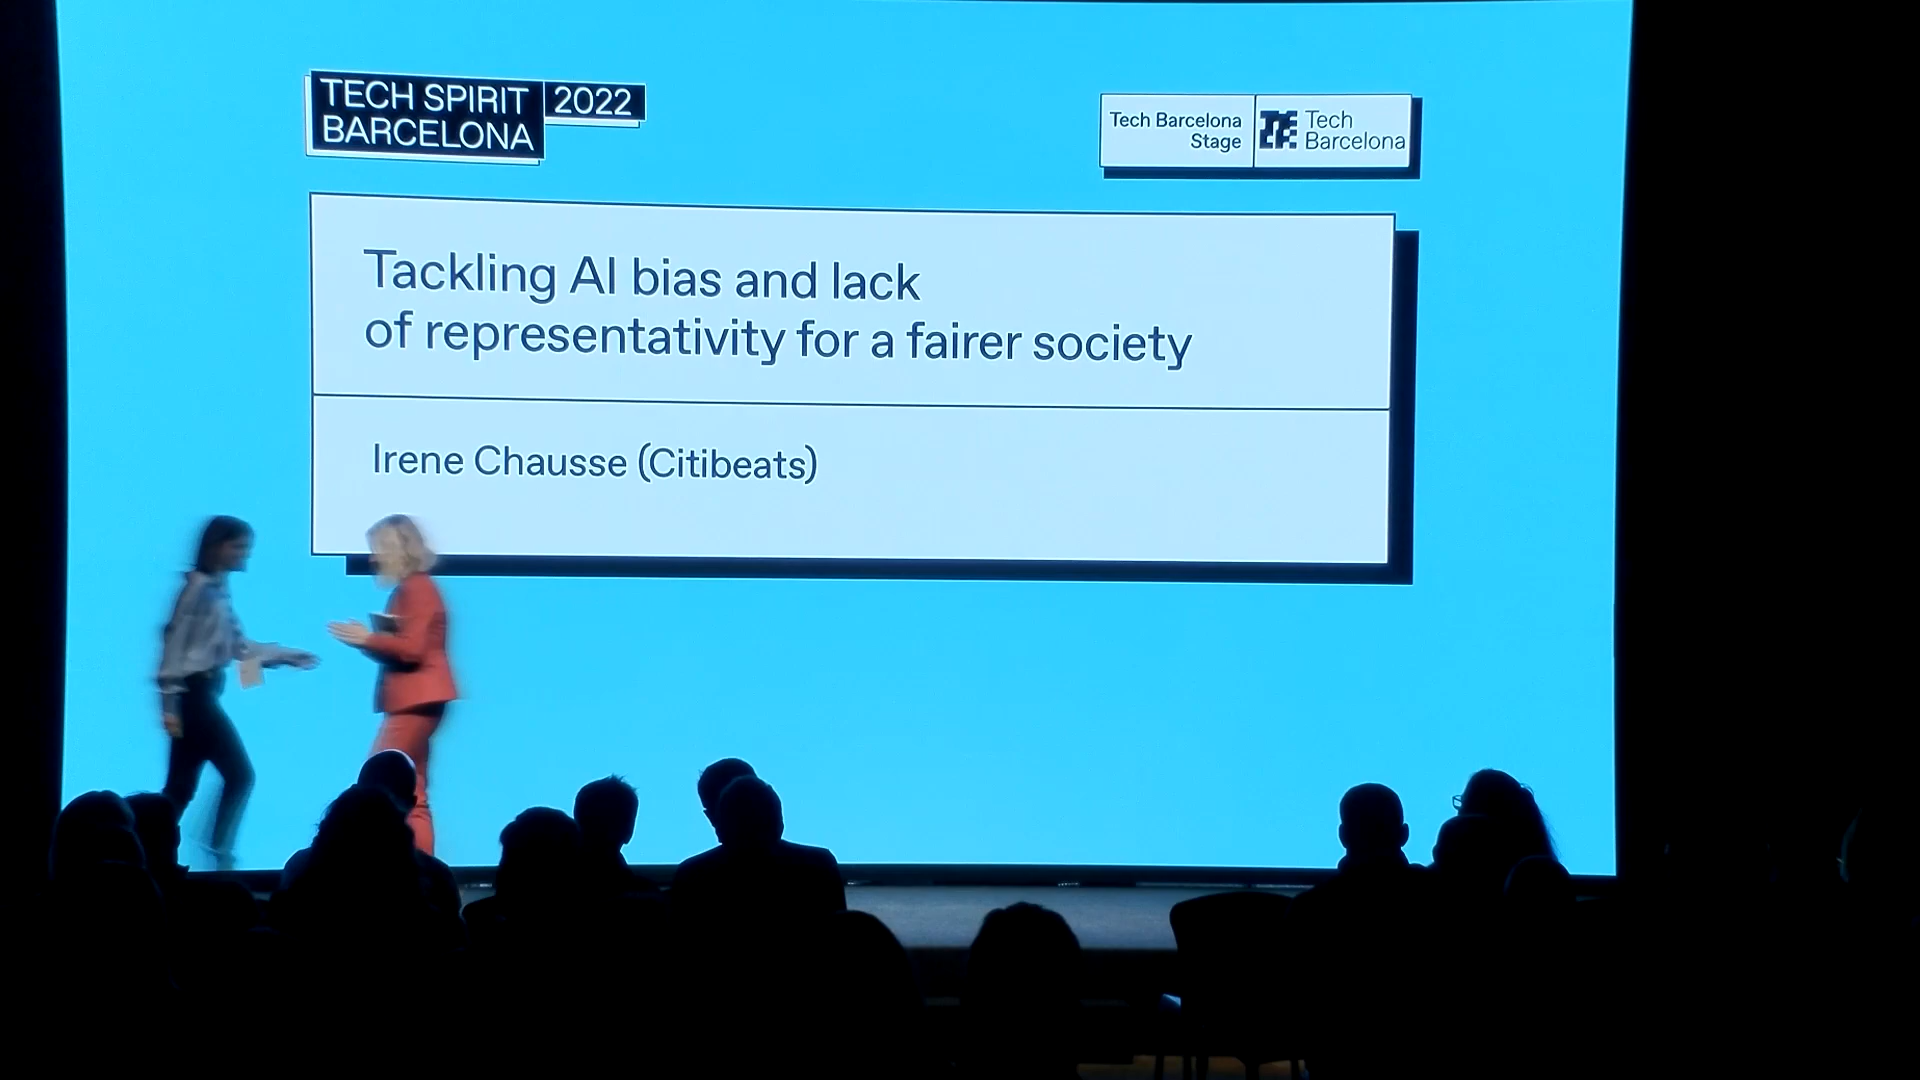 TECH SPIRIT
BARCELONA
2022
Tech Barcelona
Stage
Tech
Barcelona
Tackling AI bias and lack
of representativity for a fairer society
Irene Chausse (Citibeats)